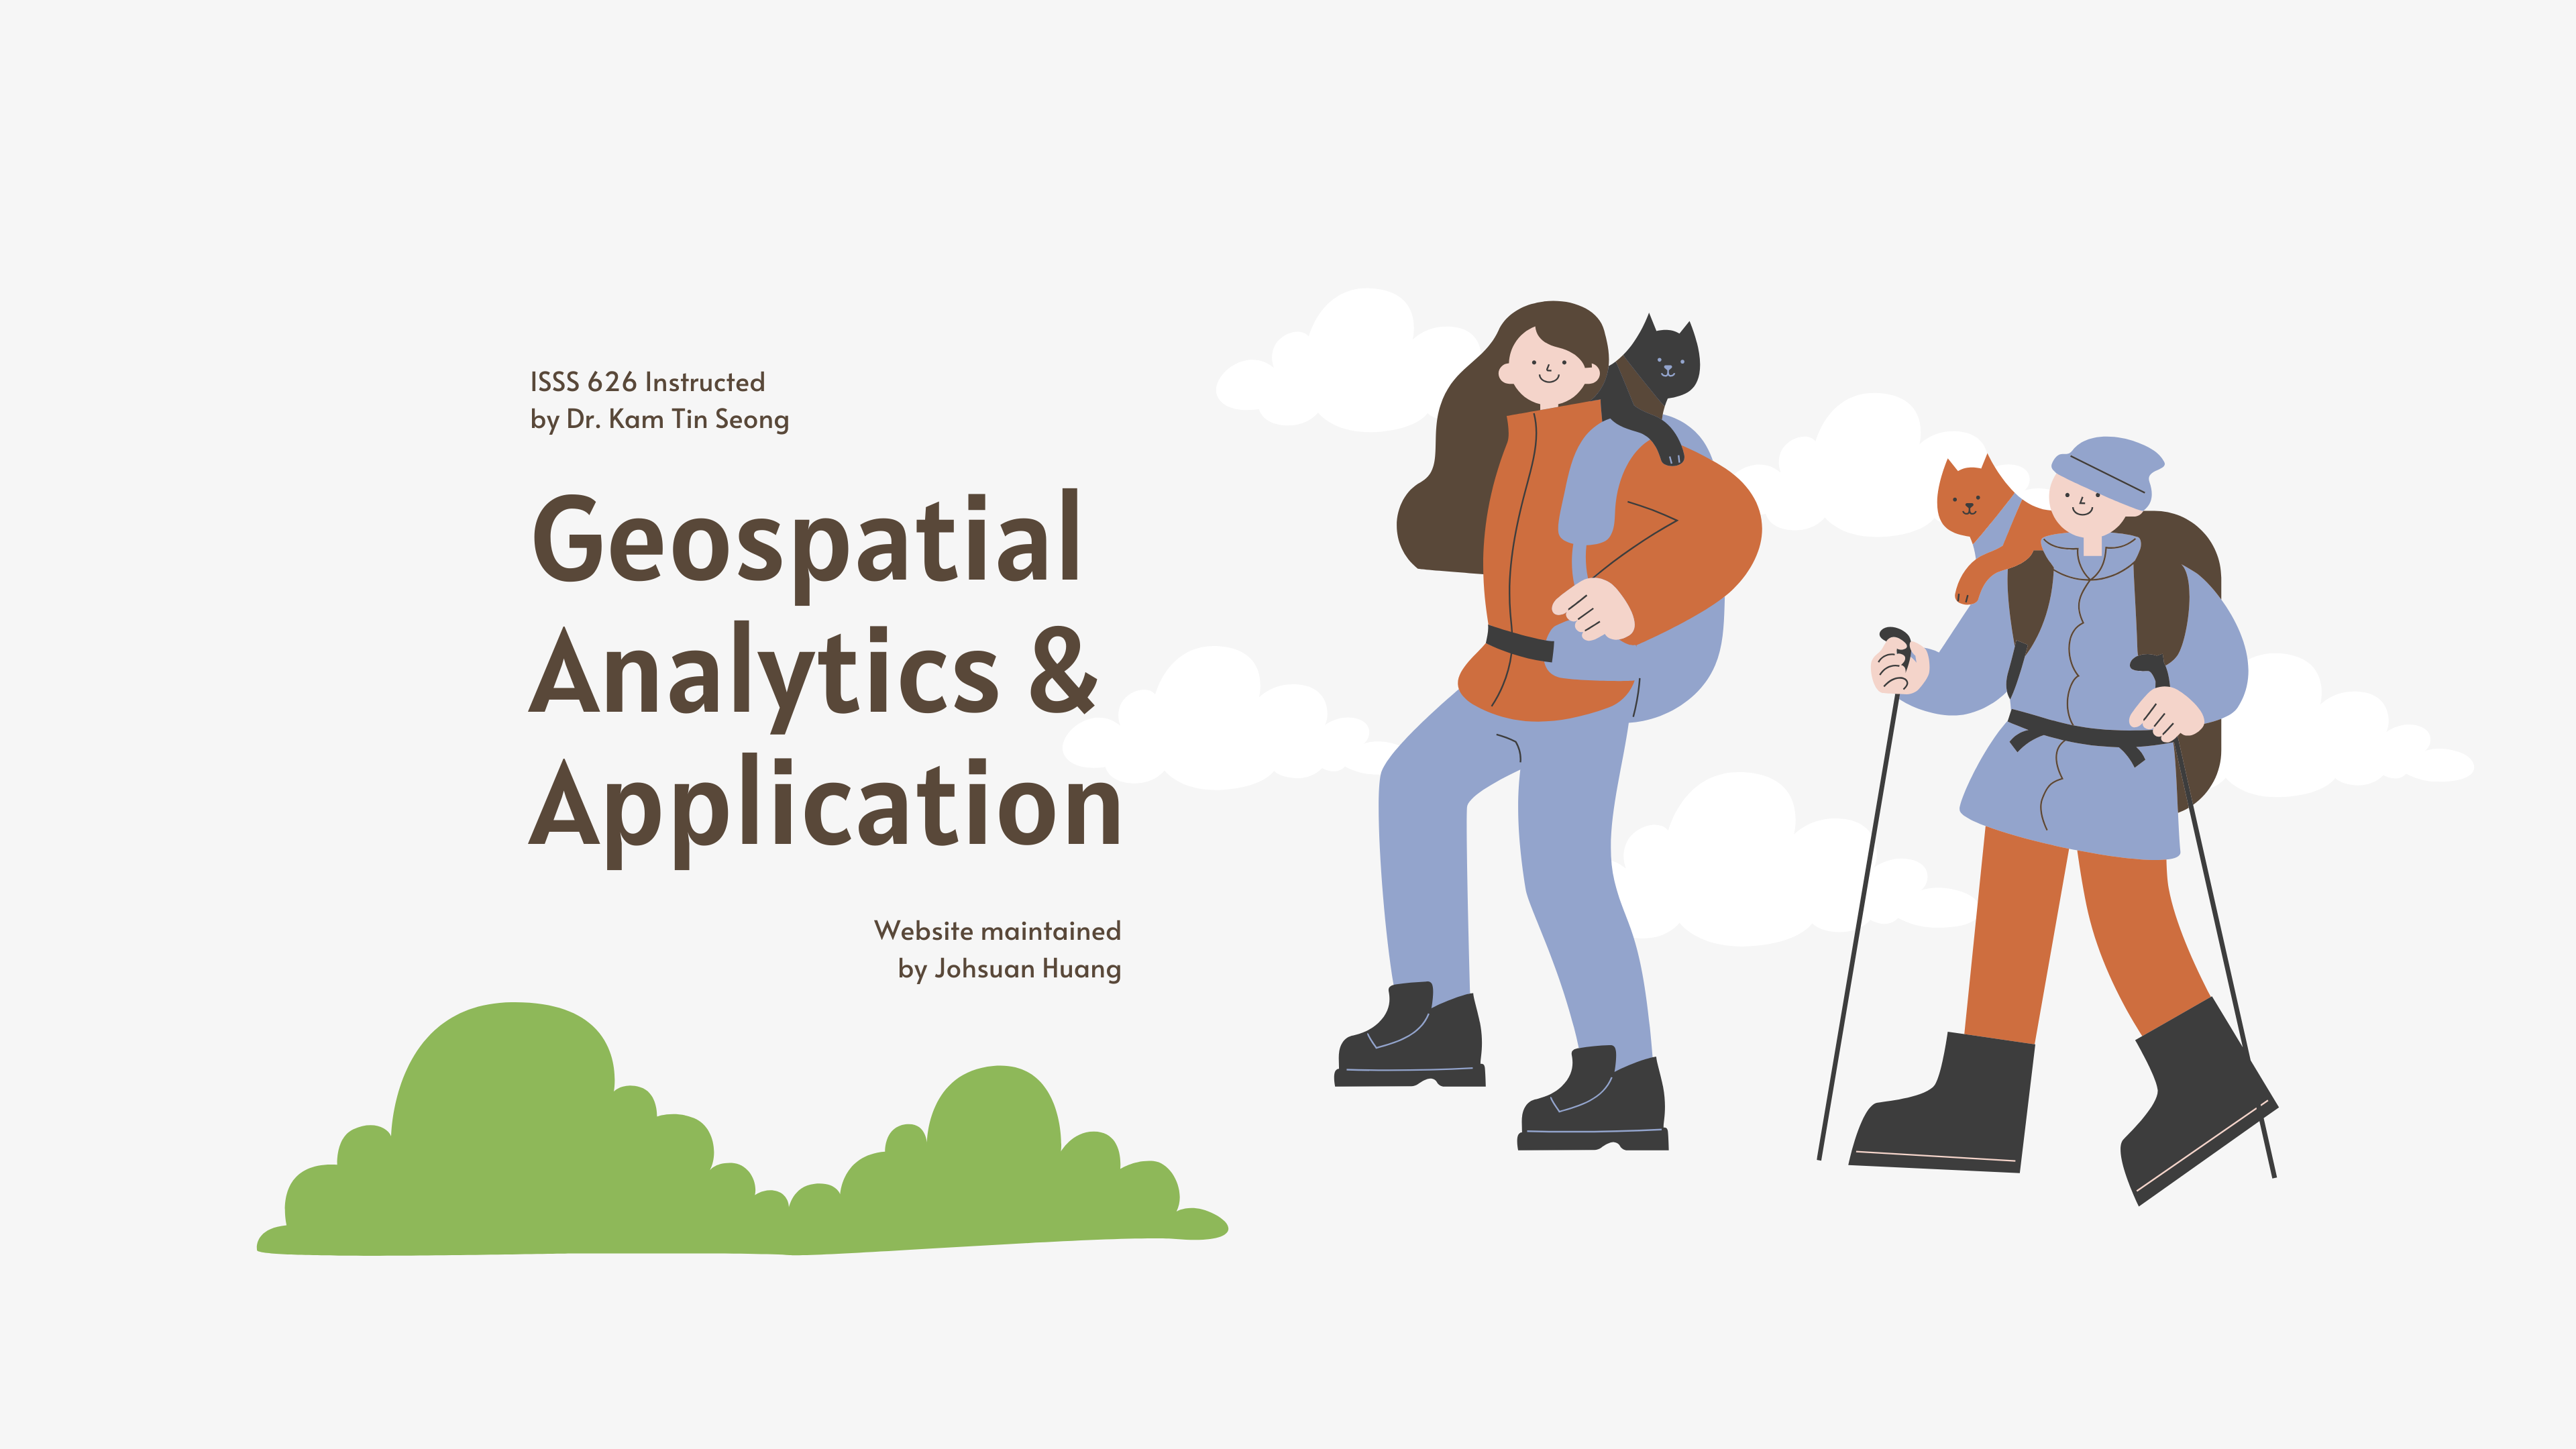 ISSS 626 Instructed
by Dr. Kam Tin Seong
Geospatial
Analytics &
Application
Website maintained
by Johsuan Huang